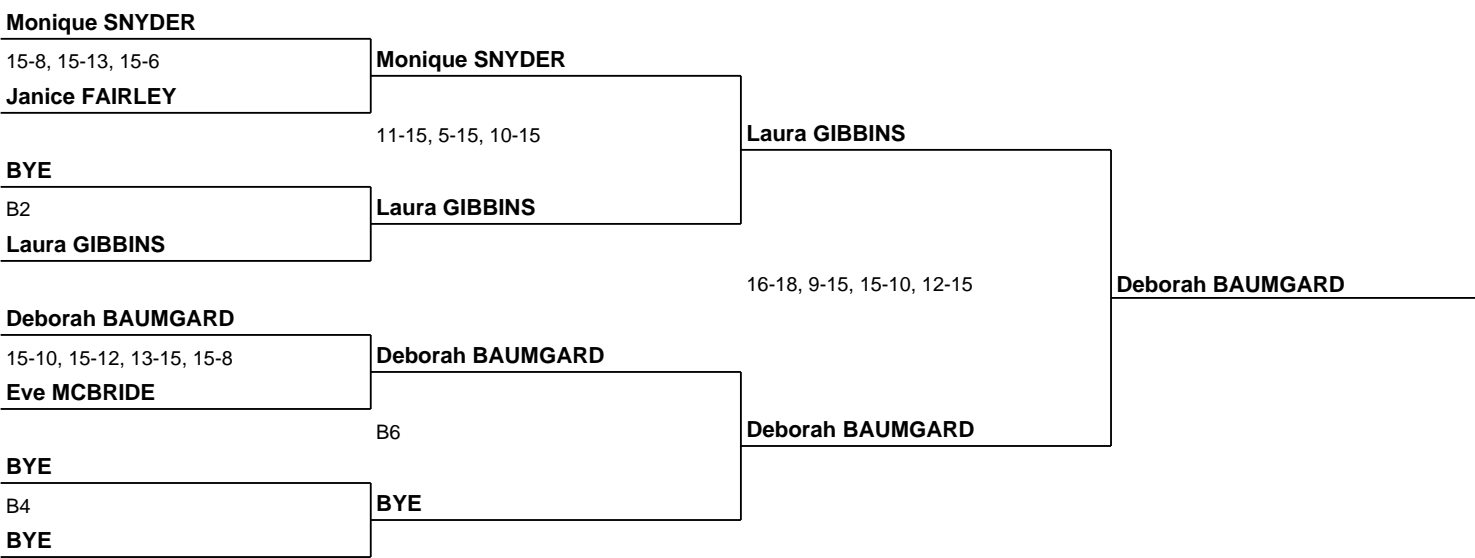 Monique SNYDER
15-8, 15-13, 15-6
Janice FAIRLEY
BYE
B2
Laura GIBBINS
Deborah BAUMGARD
15-10, 15-12, 13-15, 15-8
Eve MCBRIDE
BYE
B4
BYE
Monique SNYDER
11-15, 5-15, 10-15
Laura GIBBINS
Deborah BAUMGARD
B6
BYE
Laura GIBBINS
16-18, 9-15, 15-10, 12-15
Deborah BAUMGARD
Deborah BAUMGARD